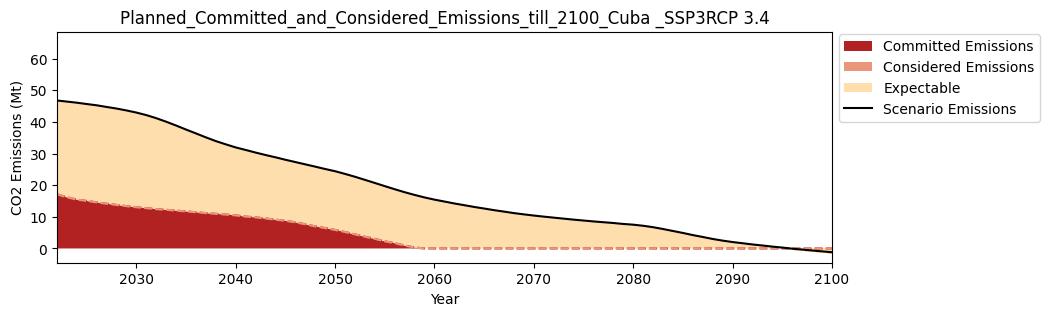 Planned_Committed_and_Considered_Emissions_till_2100_Cuba _SSP3RCP 3.4
Committed Emissions
Considered Emissions
Expectable
Scenario Emissions
CO2 Emissions (Mt)
60
50
40
30
20
10
0
2030 2040 2050 2060 2070 2080 2090 2100
Year